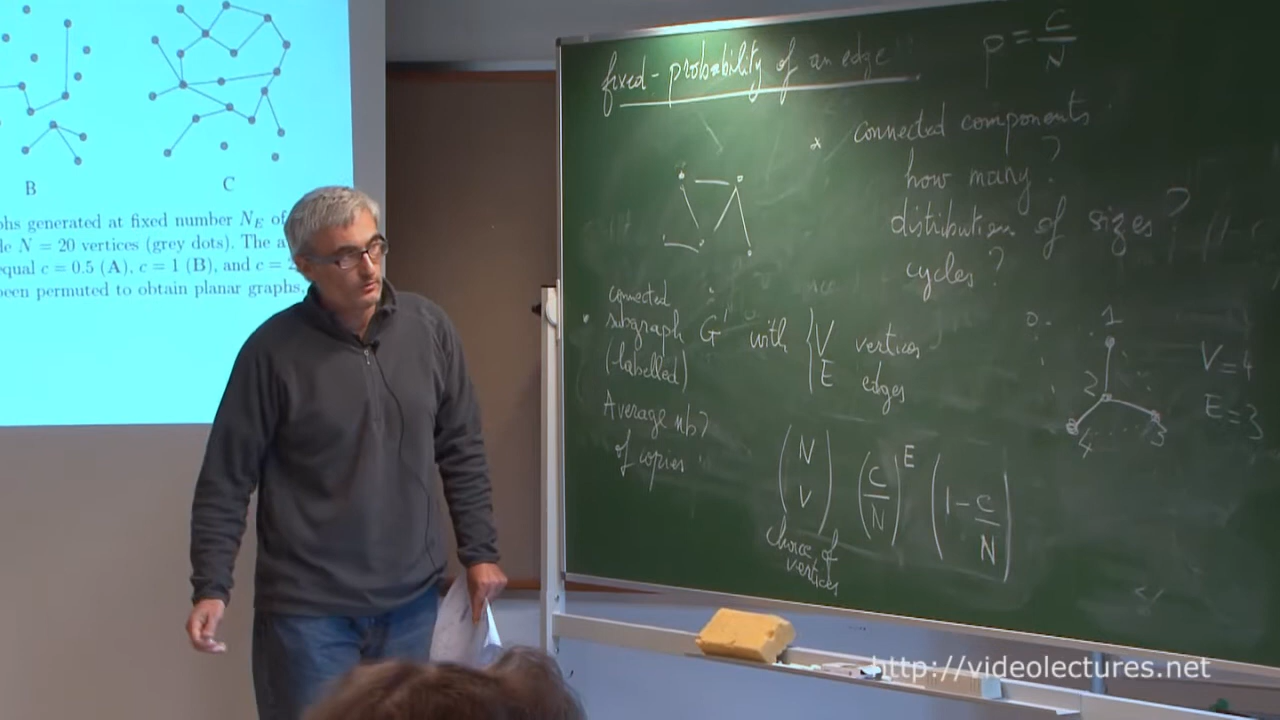 B
C
phs generated at fixed number N_E of
le N = 20 vertices (grey dots). The a
equal c = 0.5 (A), c = 1 (B), and c = 2
been permuted to obtain planar graphs,
fixed-probability of an edge
p = C/N
* connected components
how many?
distribution of sizes?
cycles?
connected
subgraph G' with { V vertices
(labelled) E edges
Average nb?
of copies
(N V) (C/N)^E (1 - C/N)
choice of
vertices
1
2
4
3
V=4
E=3
http://videolectures.net